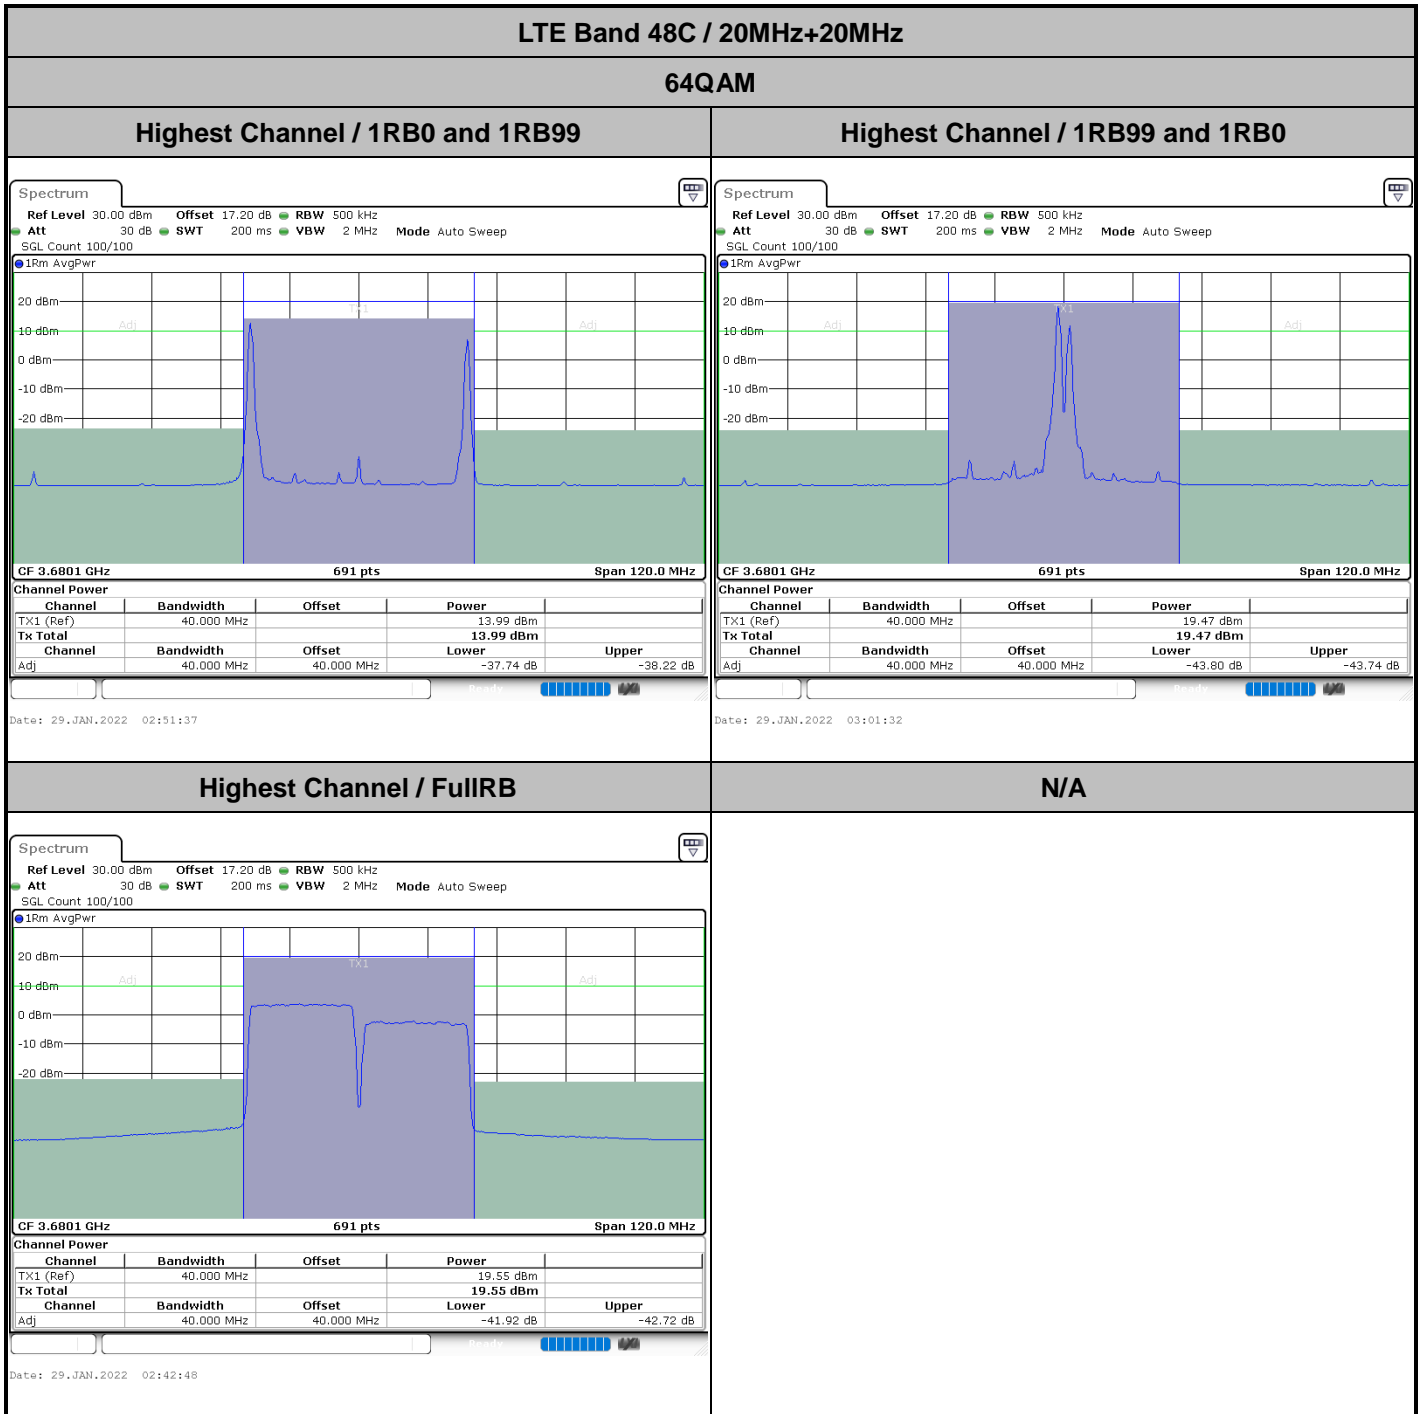 LTE Band 48C / 20MHz+20MHz
64QAM
Highest Channel / 1RB0 and 1RB99
Highest Channel / 1RB99 and 1RB0
Spectrum
Ref Level 30.00 dBm Offset 17.20 dB RBW 500 kHz
Att 30 dB SWT 200 ms VBW 2 MHz Mode Auto Sweep
SGL Count 100/100
1Rm AvgPwr
TX1
20 dBm
Adj
Adj
10 dBm
0 dBm
-10 dBm
-20 dBm
CF 3.6801 GHz 691 pts Span 120.0 MHz
Channel Power
Channel Bandwidth Offset Power
TX1 (Ref) 40.000 MHz 13.99 dBm
Tx Total 13.99 dBm
Channel Bandwidth Offset Lower Upper
Adj 40.000 MHz 40.000 MHz -37.74 dB -38.22 dB
Ready
Date: 29.JAN.2022 02:51:37
Spectrum
Ref Level 30.00 dBm Offset 17.20 dB RBW 500 kHz
Att 30 dB SWT 200 ms VBW 2 MHz Mode Auto Sweep
SGL Count 100/100
1Rm AvgPwr
TX1
20 dBm
Adj
Adj
10 dBm
0 dBm
-10 dBm
-20 dBm
CF 3.6801 GHz 691 pts Span 120.0 MHz
Channel Power
Channel Bandwidth Offset Power
TX1 (Ref) 40.000 MHz 19.47 dBm
Tx Total 19.47 dBm
Channel Bandwidth Offset Lower Upper
Adj 40.000 MHz 40.000 MHz -43.80 dB -43.74 dB
Ready
Date: 29.JAN.2022 03:01:32
Highest Channel / FullRB
N/A
Spectrum
Ref Level 30.00 dBm Offset 17.20 dB RBW 500 kHz
Att 30 dB SWT 200 ms VBW 2 MHz Mode Auto Sweep
SGL Count 100/100
1Rm AvgPwr
20 dBm
TX1
Adj
Adj
10 dBm
0 dBm
-10 dBm
-20 dBm
CF 3.6801 GHz 691 pts Span 120.0 MHz
Channel Power
Channel Bandwidth Offset Power
TX1 (Ref) 40.000 MHz 19.55 dBm
Tx Total 19.55 dBm
Channel Bandwidth Offset Lower Upper
Adj 40.000 MHz 40.000 MHz -41.92 dB -42.72 dB
Ready
Date: 29.JAN.2022 02:42:48